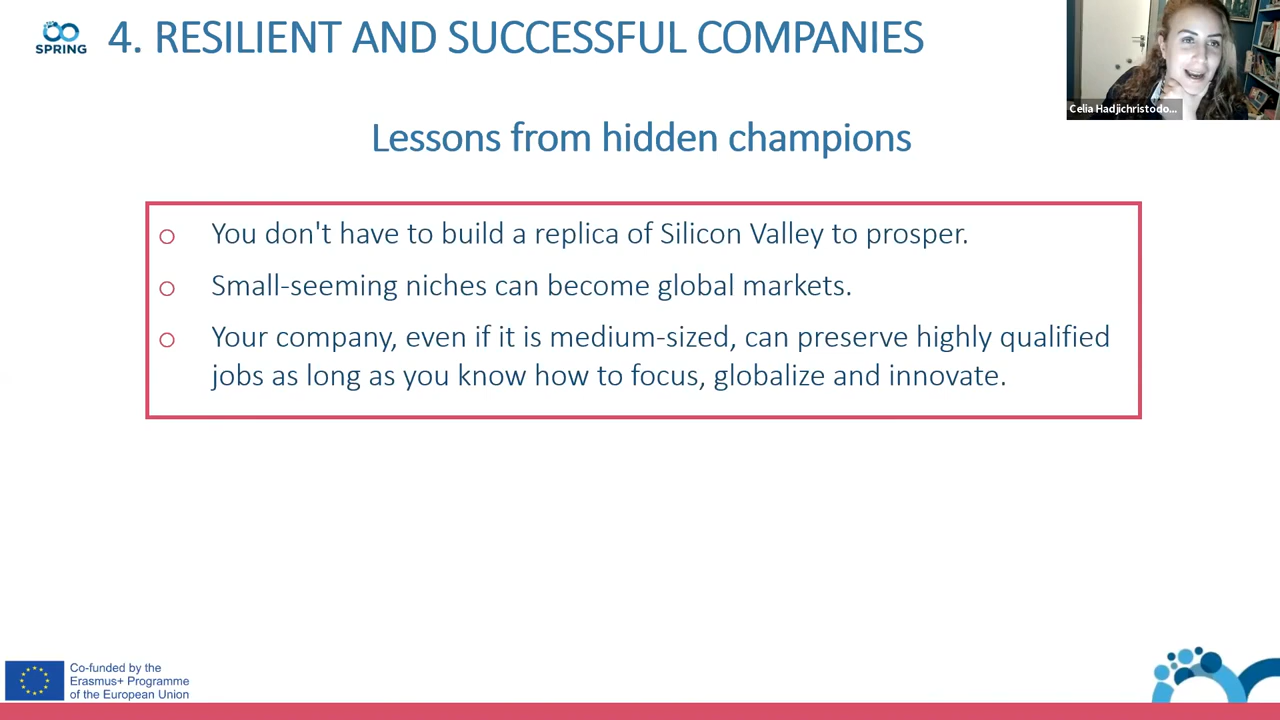 SPRING
4. RESILIENT AND SUCCESSFUL COMPANIES
Celia Hadjichristodo...
Lessons from hidden champions
You don't have to build a replica of Silicon Valley to prosper.
Small-seeming niches can become global markets.
Your company, even if it is medium-sized, can preserve highly qualified
jobs as long as you know how to focus, globalize and innovate.
Co-funded by the
Erasmus+ Programme
of the European Union